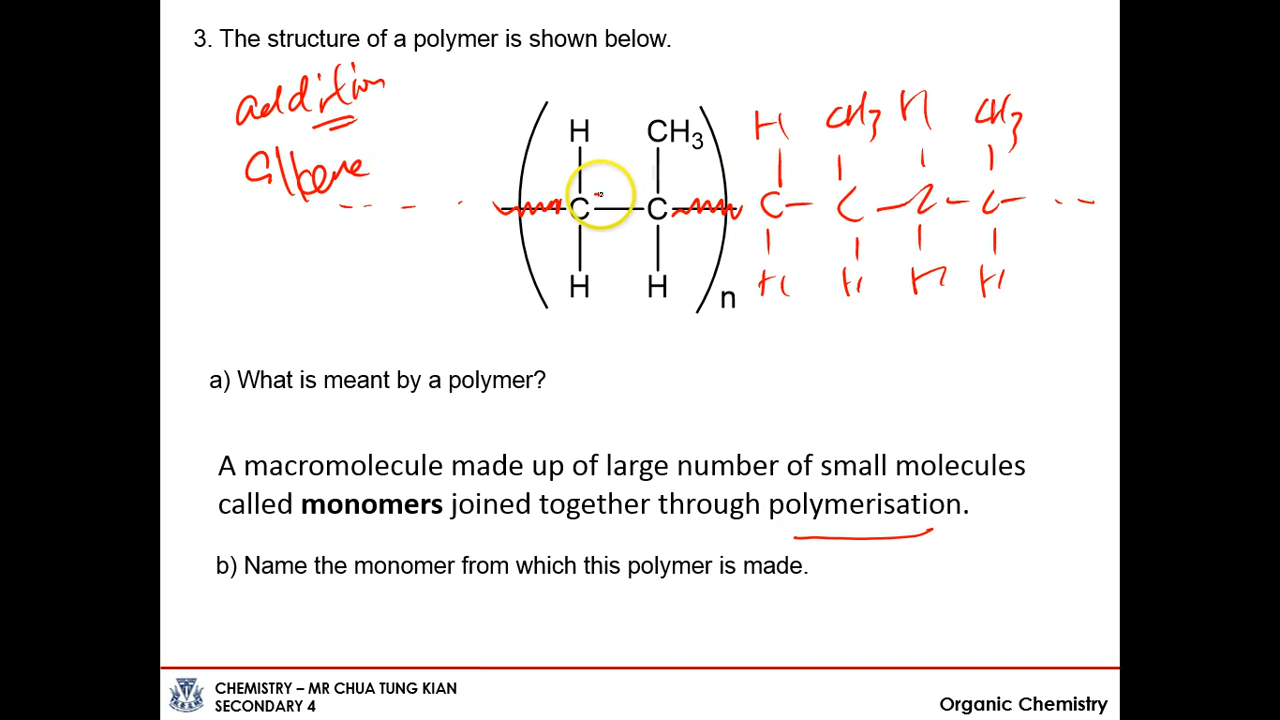 3. The structure of a polymer is shown below.
addition
alkene
H CH3 H CH3 H CH3
C C C C C C
H H n H H H H
a) What is meant by a polymer?
A macromolecule made up of large number of small molecules
called monomers joined together through polymerisation.
b) Name the monomer from which this polymer is made.
CHEMISTRY – MR CHUA TUNG KIAN
SECONDARY 4
Organic Chemistry